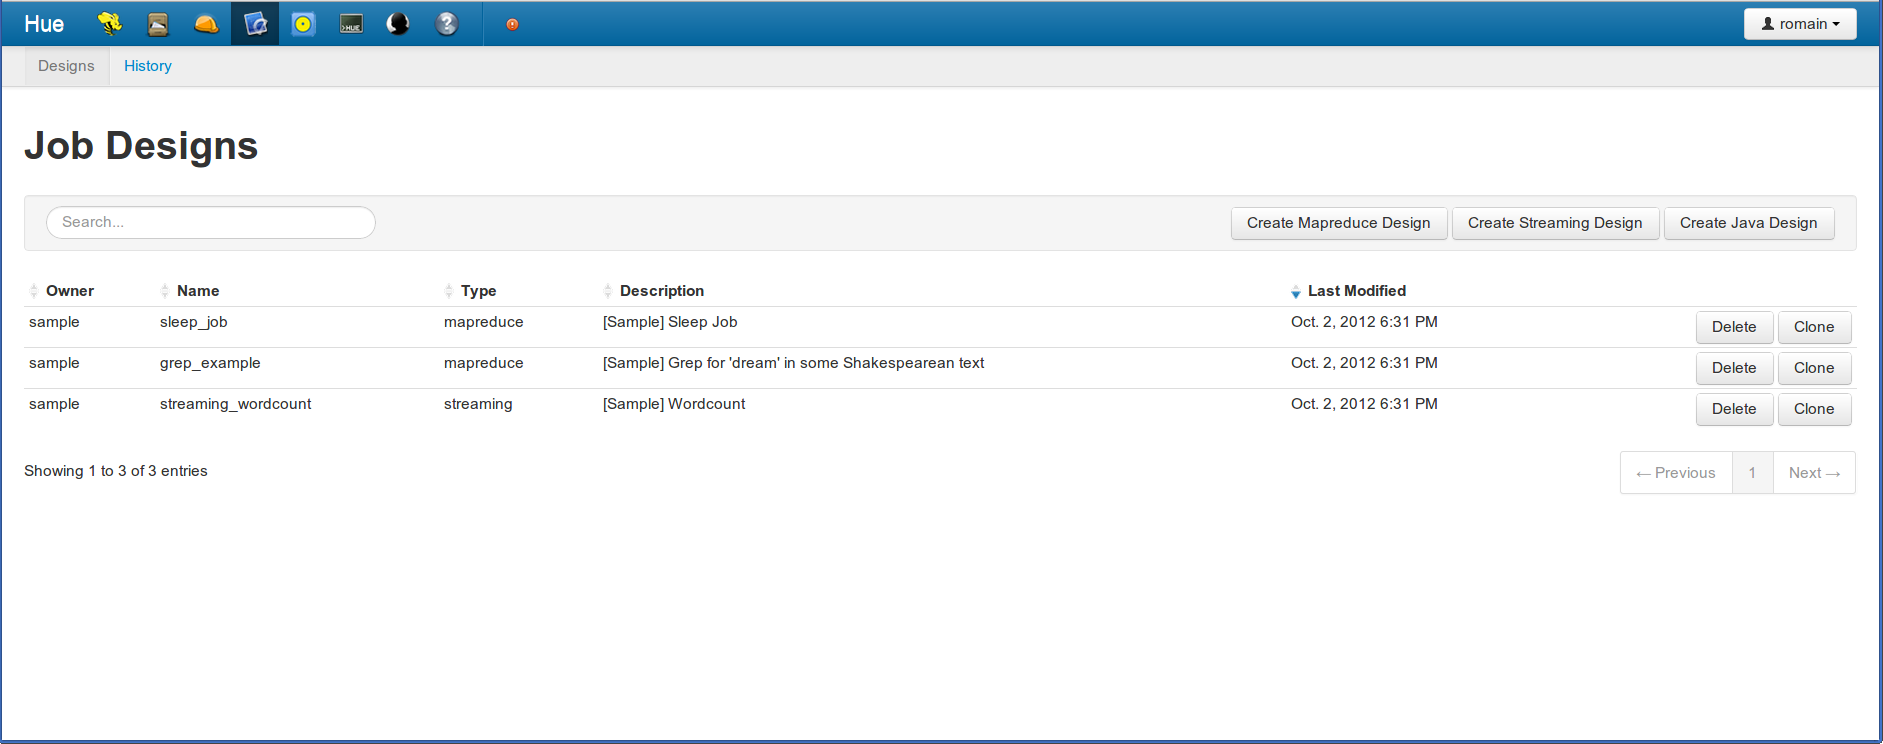 Hue >HUE ? romain
Designs History
Job Designs
Search... Create Mapreduce Design Create Streaming Design Create Java Design
Owner Name Type Description Last Modified
sample sleep_job mapreduce [Sample] Sleep Job Oct. 2, 2012 6:31 PM Delete Clone
sample grep_example mapreduce [Sample] Grep for 'dream' in some Shakespearean text Oct. 2, 2012 6:31 PM Delete Clone
sample streaming_wordcount streaming [Sample] Wordcount Oct. 2, 2012 6:31 PM Delete Clone
Showing 1 to 3 of 3 entries ← Previous 1 Next →